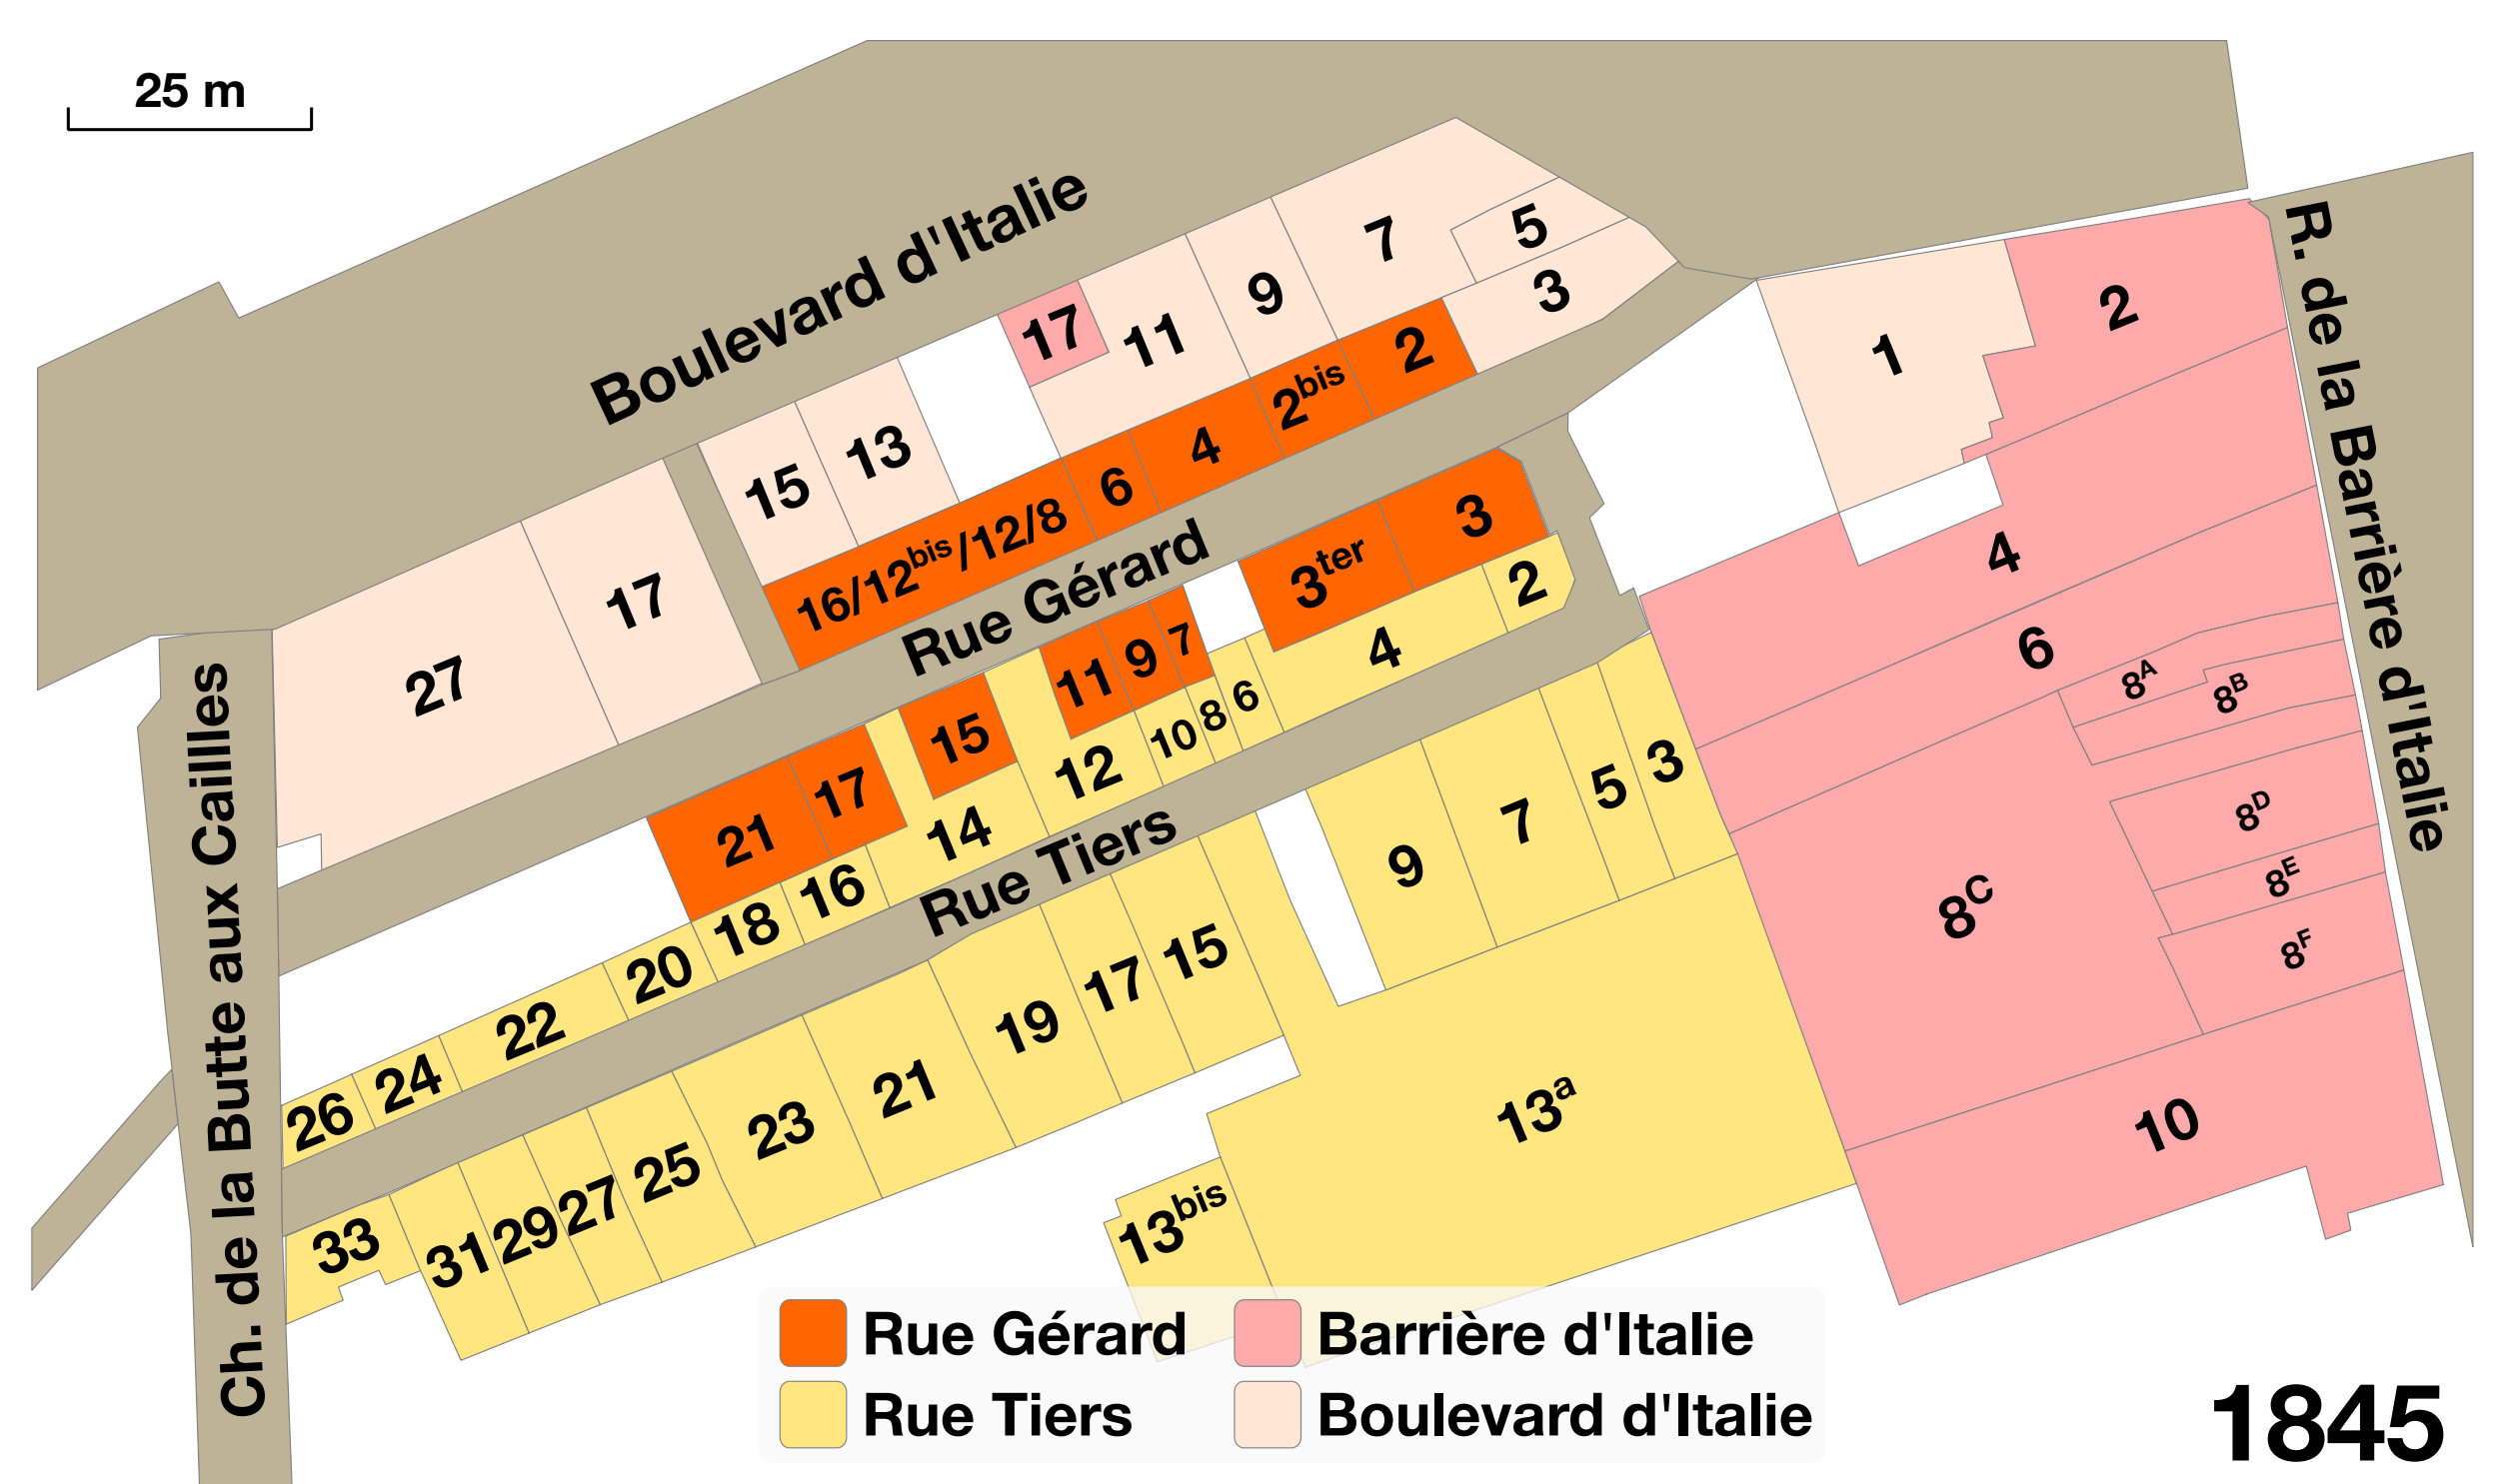 25 m
Boulevard d'Italie
7
5
3
9
11
17
2
2bis
4
6
16/12bis/12/8
13
15
17
27
1
2
R. de la Barrière d'Italie
4
6
8A
8B
8C
8D
8E
8F
10
Rue Gérard
3
3ter
7
9
11
15
17
21
2
4
6
8
10
12
14
16
18
20
22
24
26
Rue Tiers
3
5
7
9
13a
13bis
15
17
19
21
23
25
27
29
31
33
Ch. de la Butte aux Cailles
Rue Gérard
Barrière d'Italie
Rue Tiers
Boulevard d'Italie
1845